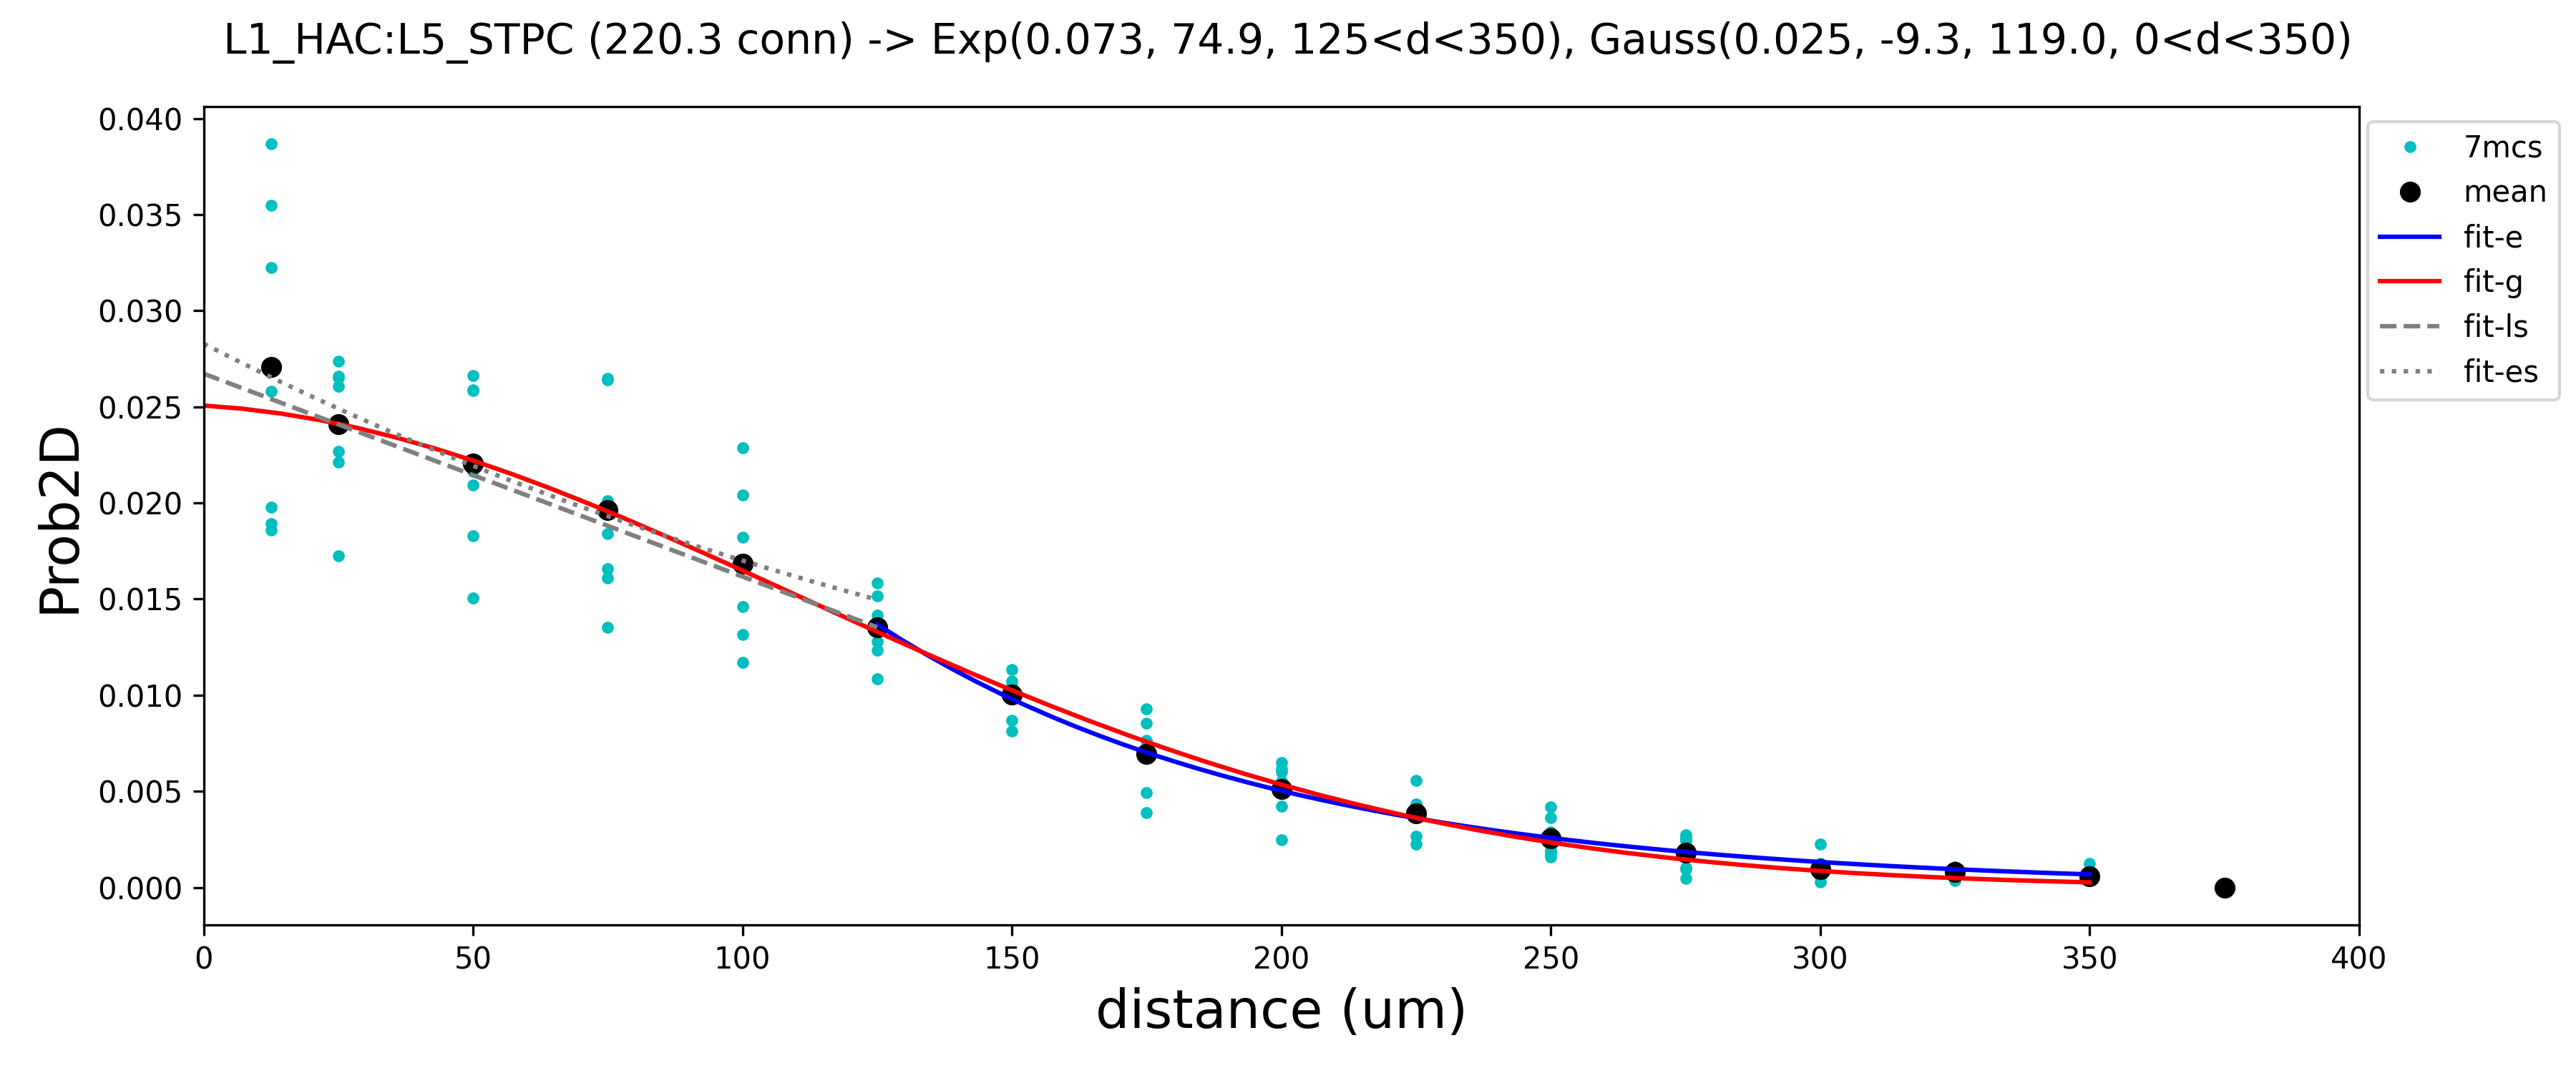 L1_HAC:L5_STPC (220.3 conn) -> Exp(0.073, 74.9, 125<d<350), Gauss(0.025, -9.3, 119.0, 0<d<350)
0.040
0.035
0.030
0.025
0.020
0.015
0.010
0.005
0.000
Prob2D
0 50 100 150 200 250 300 350 400
distance (um)
7mcs
mean
fit-e
fit-g
fit-ls
fit-es